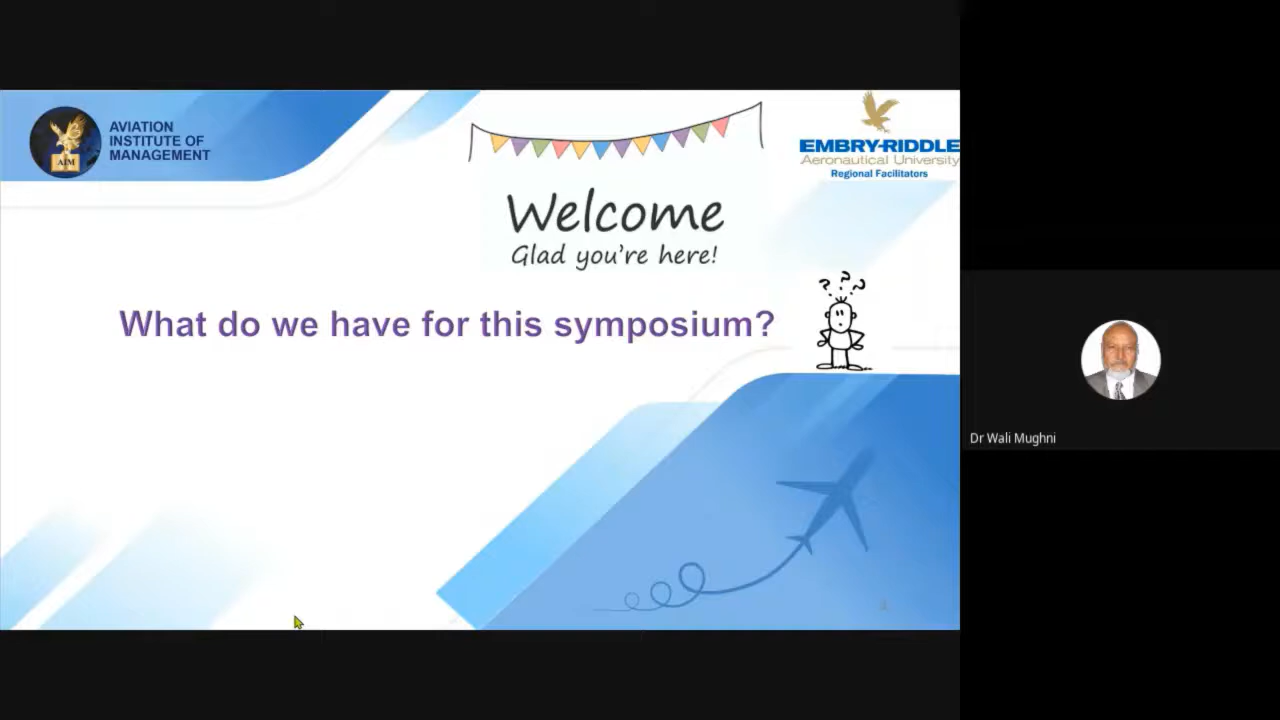 AVIATION
INSTITUTE OF
MANAGEMENT
AIM
EMBRY-RIDDLE
Aeronautical University
Regional Facilitators
Welcome
Glad you're here!
? ? ?
What do we have for this symposium?
Dr Wali Mughni